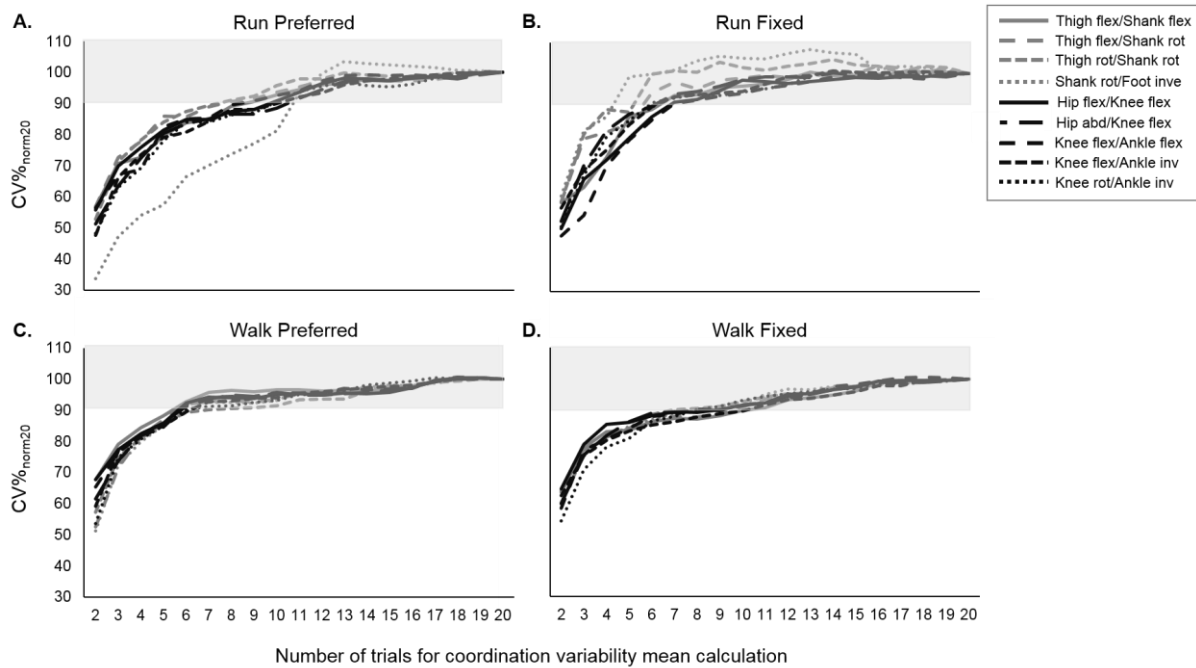 A. Run Preferred
110
100
90
80
70
60
50
40
30
CV%norm20
B. Run Fixed
Thigh flex/Shank flex
Thigh flex/Shank rot
Thigh rot/Shank rot
Shank rot/Foot inve
Hip flex/Knee flex
Hip abd/Knee flex
Knee flex/Ankle flex
Knee flex/Ankle inv
Knee rot/Ankle inv
C. Walk Preferred
110
100
90
80
70
60
50
40
30
CV%norm20
2 3 4 5 6 7 8 9 10 11 12 13 14 15 16 17 18 19 20
D. Walk Fixed
2 3 4 5 6 7 8 9 10 11 12 13 14 15 16 17 18 19 20
Number of trials for coordination variability mean calculation